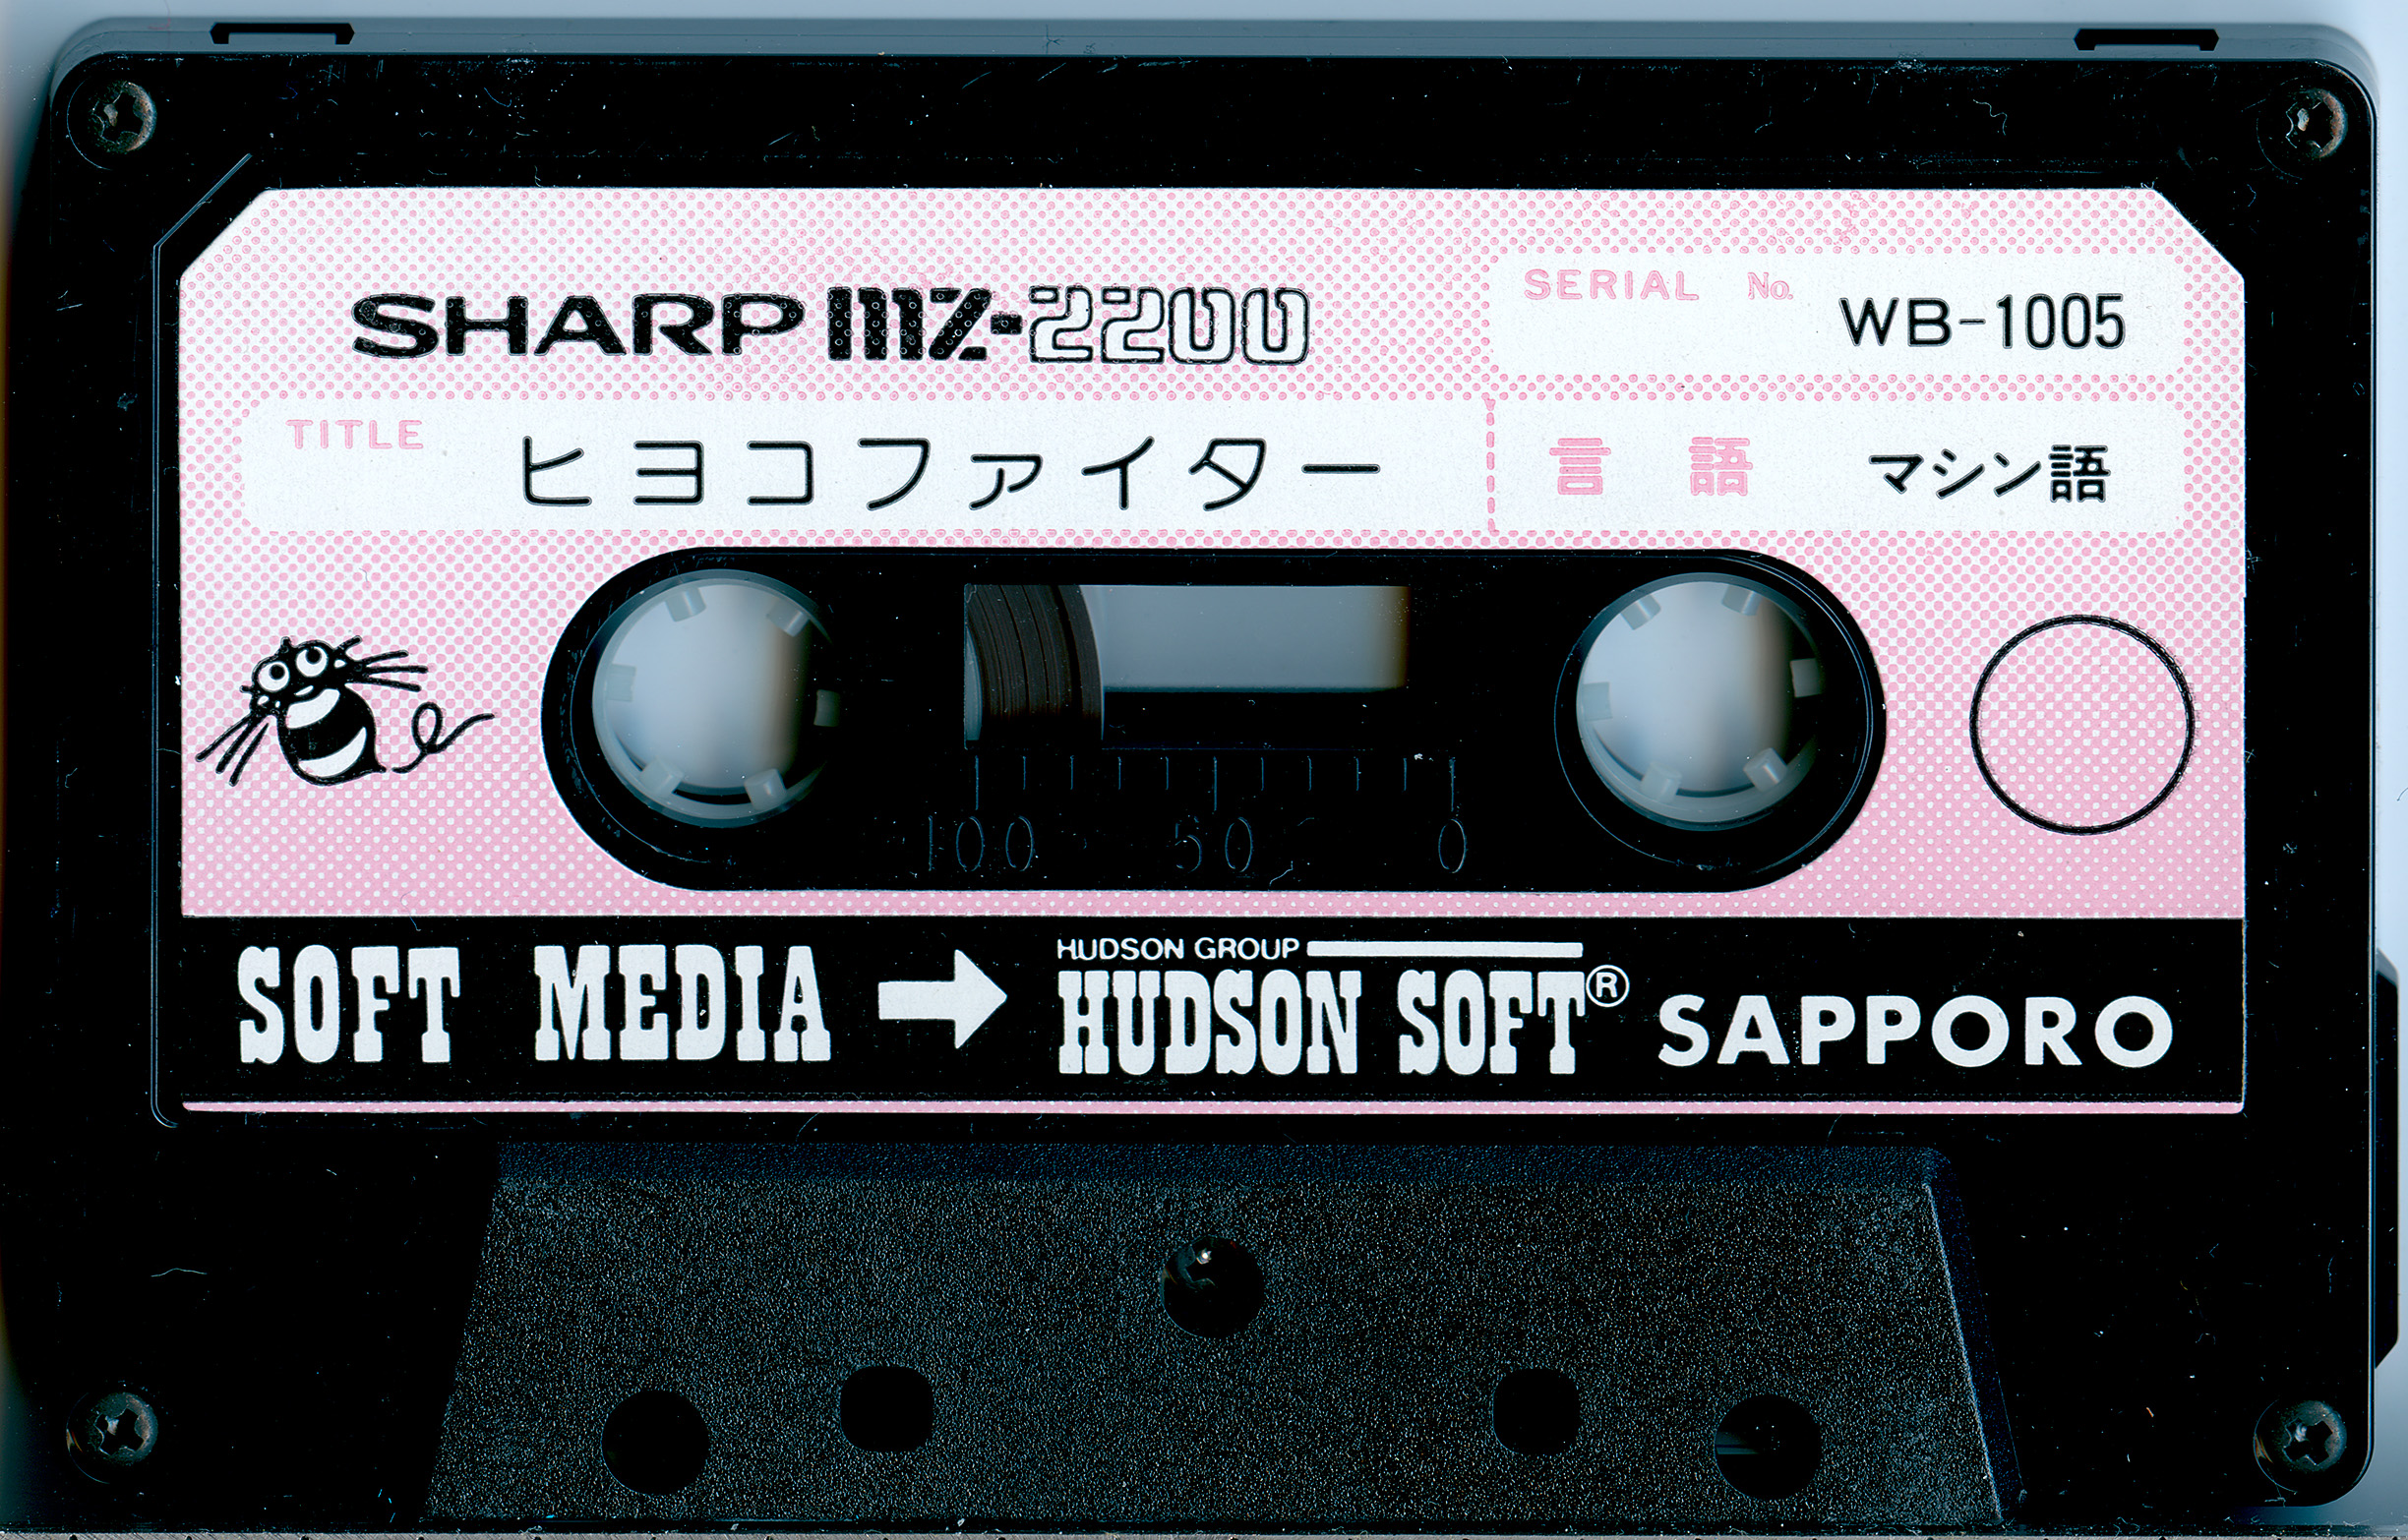 SHARP MZ-2200
SERIAL No. WB-1005
TITLE ヒヨコファイター
言語 マシン語
100 50 0
SOFT MEDIA → HUDSON GROUP
HUDSON SOFT® SAPPORO